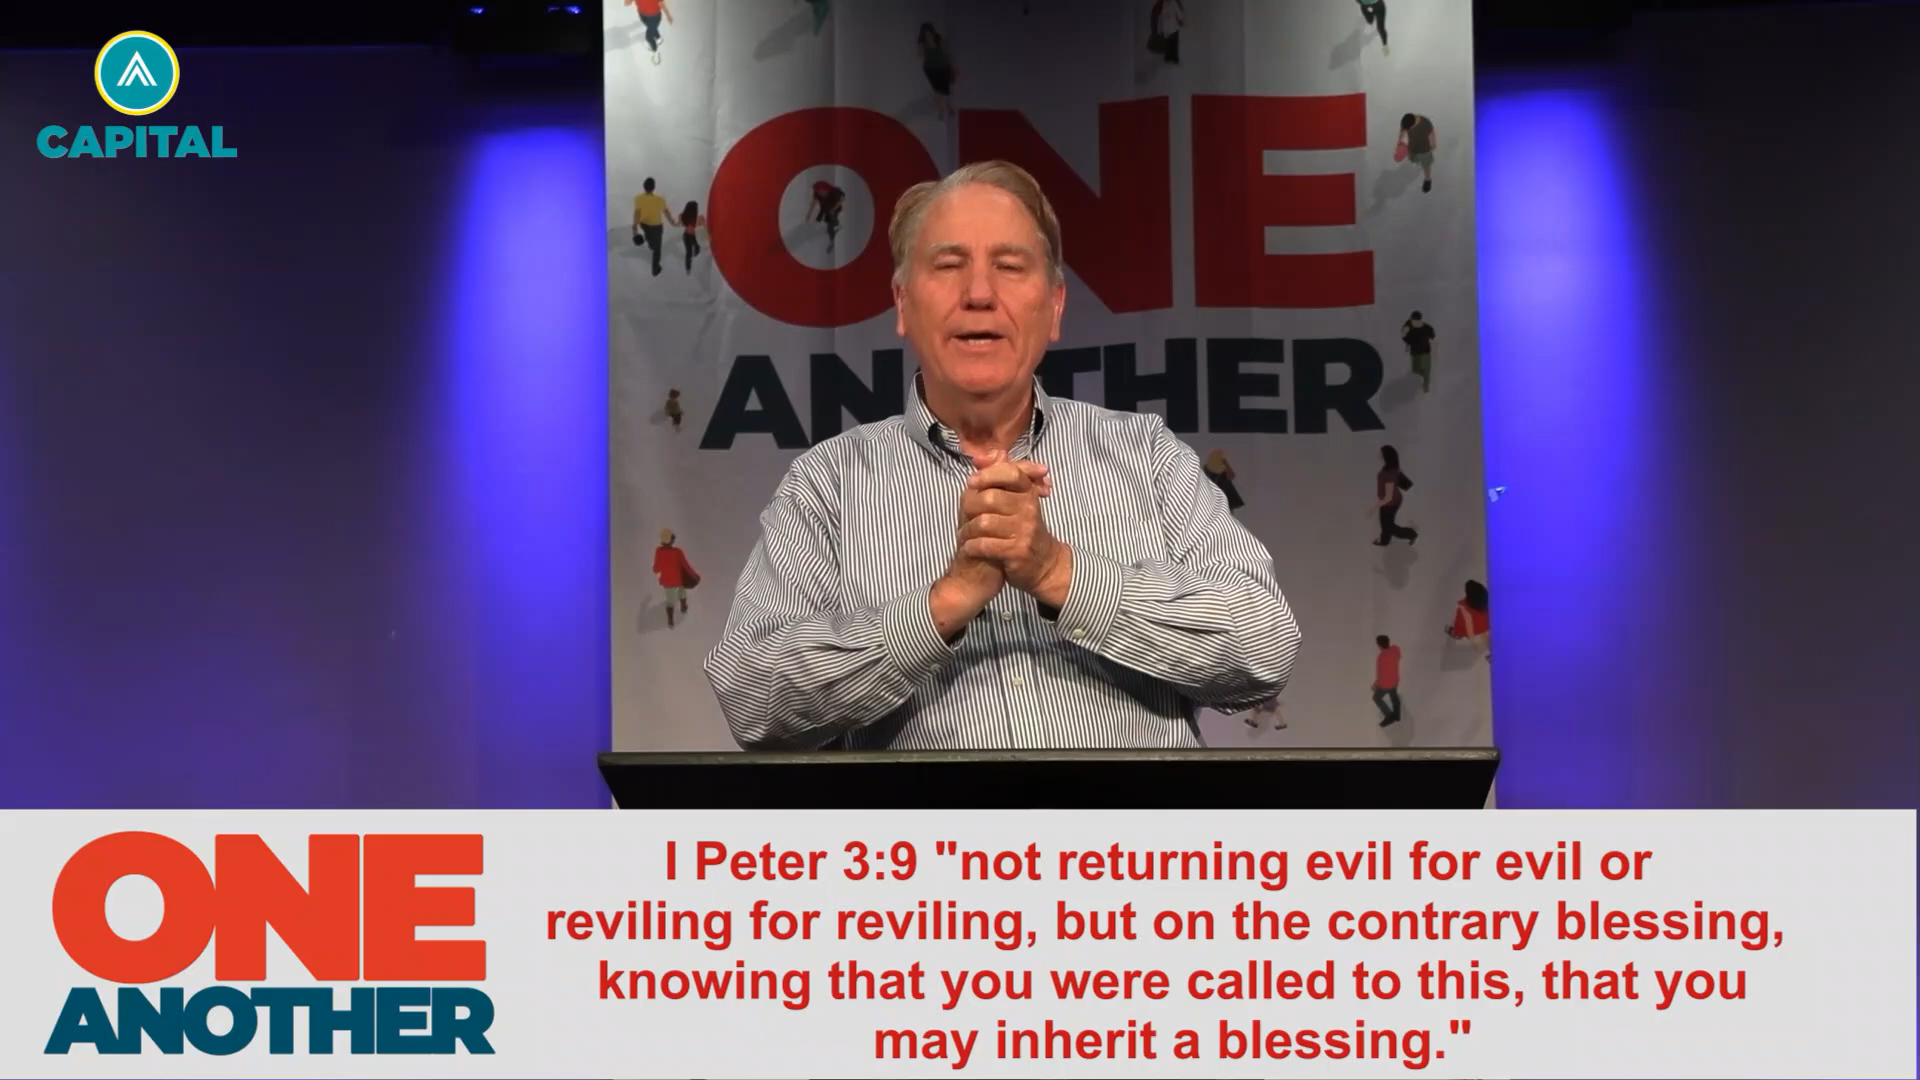 CAPITAL
ONE
ANOTHER
ONE
ANOTHER
I Peter 3:9 "not returning evil for evil or
reviling for reviling, but on the contrary blessing,
knowing that you were called to this, that you
may inherit a blessing."